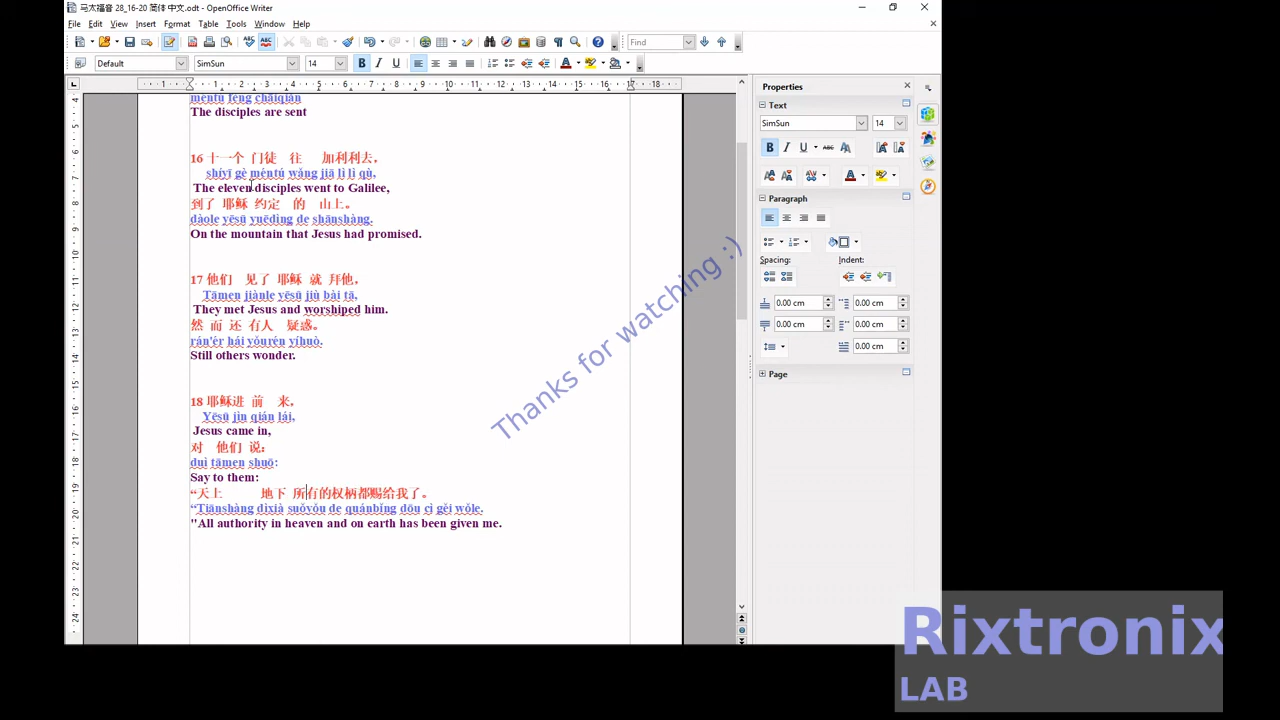 马太福音 28_16-20 简体 中文.odt - OpenOffice Writer
File Edit View Insert Format Table Tools Window Help
Find
Default SimSun 14
Properties
Text
SimSun 14
Paragraph
Spacing: Indent:
0.00 cm 0.00 cm
0.00 cm 0.00 cm
0.00 cm
Page
méntú fèng chāiqiǎn
The disciples are sent
16 十一个 门徒 往 加利利去，
shíyī gè méntú wǎng jiā lì lì qù,
The eleven disciples went to Galilee,
到了 耶稣 约定 的 山上。
dàole yēsū yuēdìng de shānshàng.
On the mountain that Jesus had promised.
17 他们 见了 耶稣 就 拜他，
Tāmen jiànle yēsū jiù bài tā,
They met Jesus and worshiped him.
然 而 还 有人 疑惑。
rán'ér hái yǒurén yíhuò.
Still others wonder.
18 耶稣进 前 来，
Yēsū jìn qián lái,
Jesus came in,
对 他们 说：
duì tāmen shuō:
Say to them:
“天上 地下 所有的权柄都赐给我了。
“Tiānshàng dìxià suǒyǒu de quánbǐng dōu cì gěi wǒle.
"All authority in heaven and on earth has been given me.
Thanks for watching :)
Rixtronix
LAB